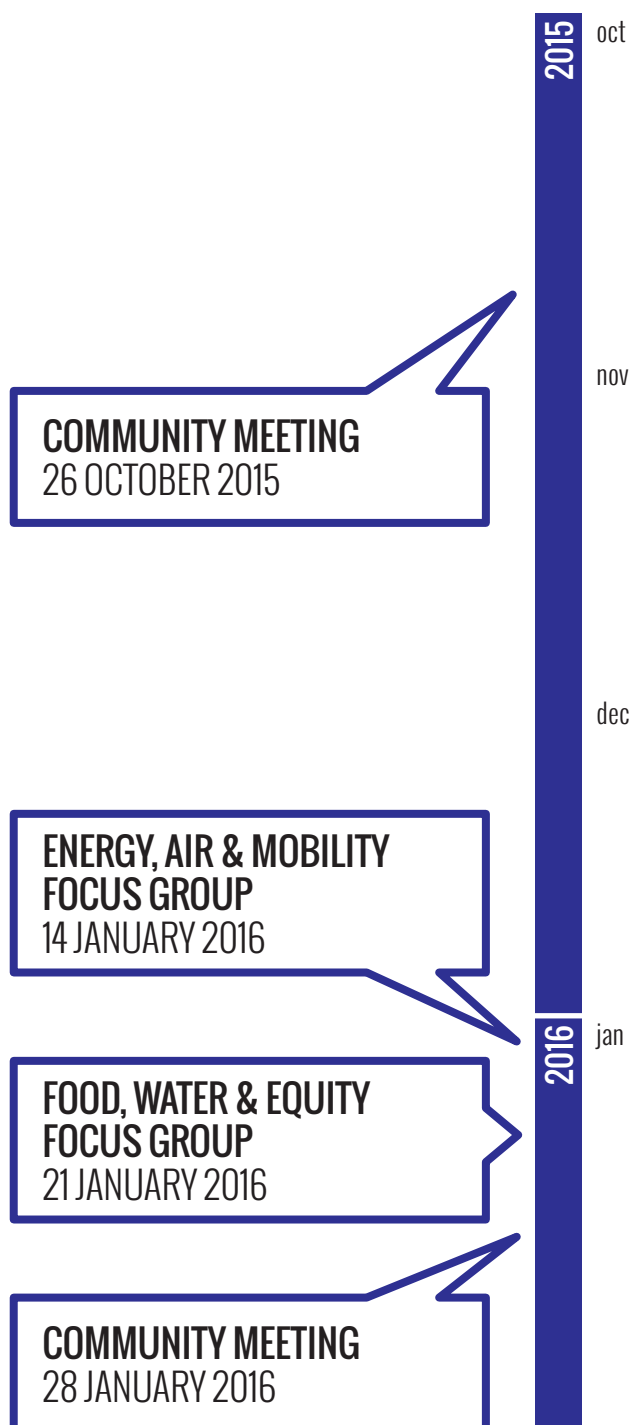 2015
oct
nov
COMMUNITY MEETING
26 OCTOBER 2015
dec
ENERGY, AIR & MOBILITY
FOCUS GROUP
14 JANUARY 2016
2016
jan
FOOD, WATER & EQUITY
FOCUS GROUP
21 JANUARY 2016
COMMUNITY MEETING
28 JANUARY 2016